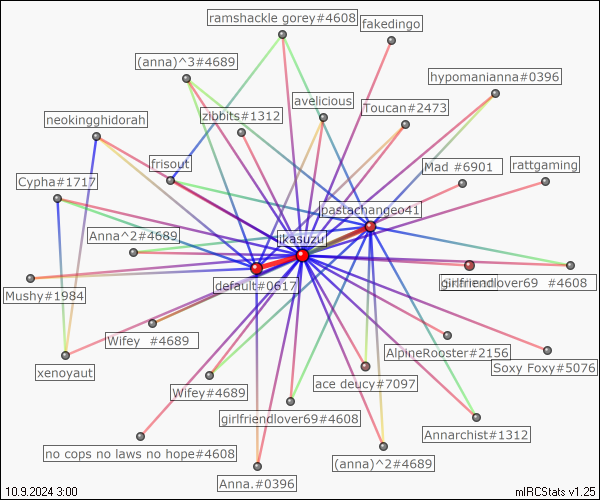 ramshackle gorey#4608
fakedingo
(anna)^3#4689
hypomanianna#0396
avelicious
zibbits#1312
Toucan#2473
neokingghidorah
frisout
Mad #6901
rattgaming
Cypha#1717
pastachangeo41
Anna^2#4689
jkasuzu
default#0617
girlfriendlover69 #4608
Mushy#1984
Wifey #4689
AlpineRooster#2156
xenoyaut
Soxy Foxy#5076
Wifey#4689
ace deucy#7097
girlfriendlover69#4608
Annarchist#1312
no cops no laws no hope#4608
(anna)^2#4689
Anna.#0396
10.9.2024 3:00
mIRCStats v1.25